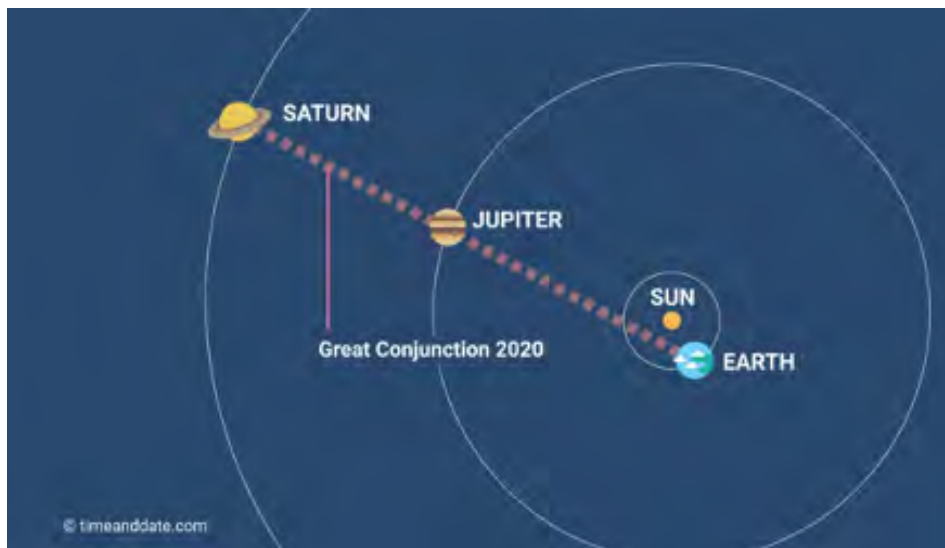 SATURN
JUPITER
SUN
Great Conjunction 2020
EARTH
© timeanddate.com